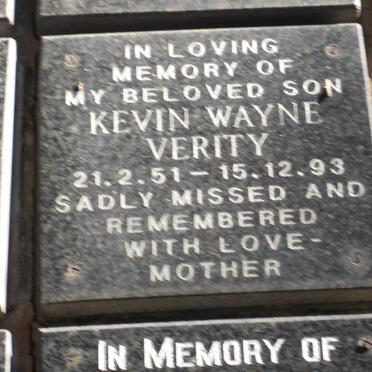 IN LOVING
MEMORY OF
MY BELOVED SON
KEVIN WAYNE
VERITY
21.2.51 - 15.12.93
SADLY MISSED AND
REMEMBERED
WITH LOVE-
MOTHER
IN MEMORY OF